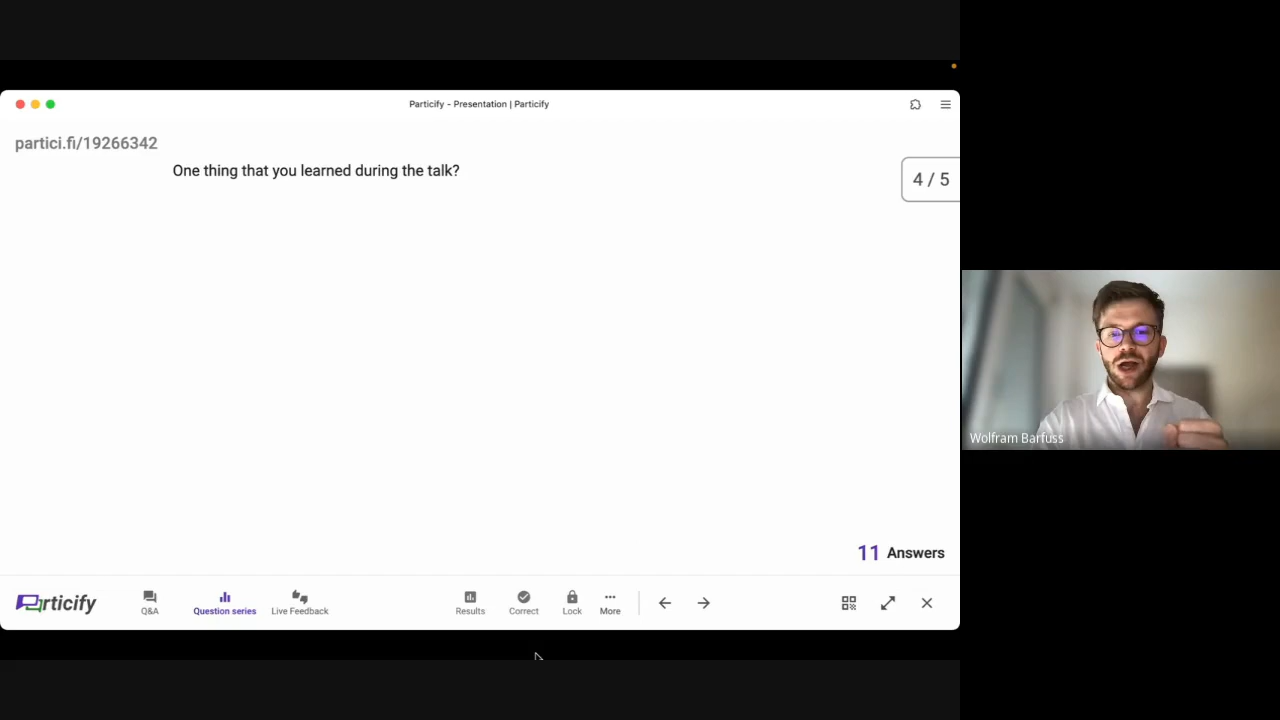 Particify - Presentation | Particify
partici.fi/19266342
One thing that you learned during the talk?
4 / 5
Wolfram Barfuss
11 Answers
Particify
Q&A
Question series
Live Feedback
Results
Correct
Lock
More